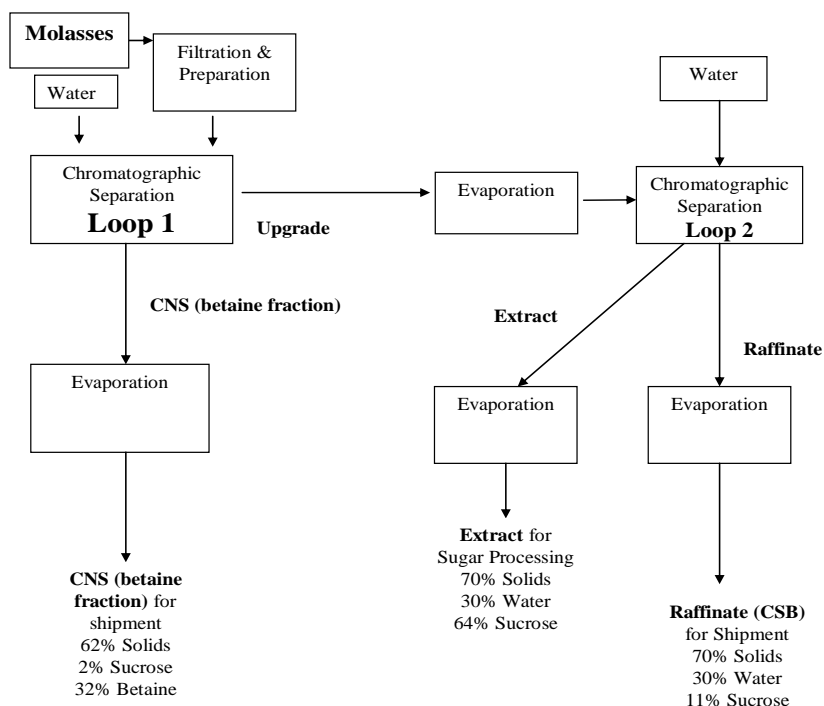 Molasses
Filtration &
Preparation
Water
Water
Chromatographic
Separation
Loop 1
Upgrade
Evaporation
Chromatographic
Separation
Loop 2
CNS (betaine fraction)
Extract
Raffinate
Evaporation
Evaporation
Evaporation
CNS (betaine
fraction) for
shipment
62% Solids
2% Sucrose
32% Betaine
Extract for
Sugar Processing
70% Solids
30% Water
64% Sucrose
Raffinate (CSB)
for Shipment
70% Solids
30% Water
11% Sucrose